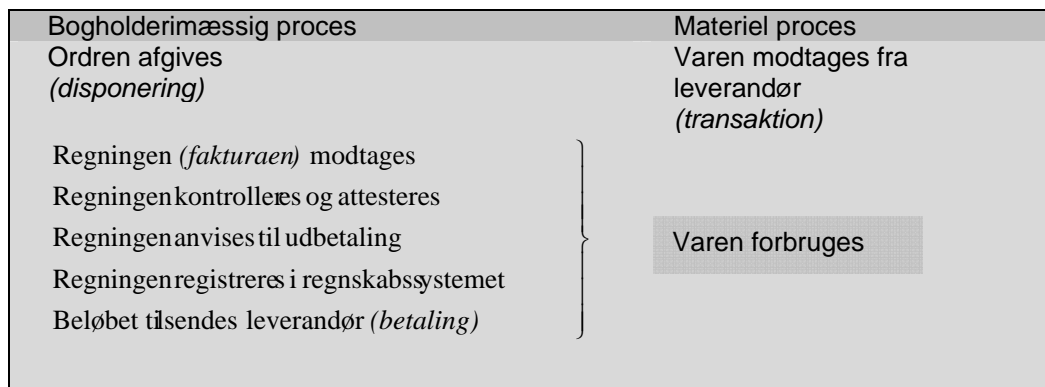 Bogholderimæssig proces
Ordren afgives
(disponering)
Regningen (fakturaen) modtages
Regningen kontrolleres og attesteres
Regningen anvises til udbetaling
Regningen registreres i regnskabssystemet
Beløbet tilsendes leverandør (betaling)
Materiel proces
Varen modtages fra
leverandør
(transaktion)
Varen forbruges